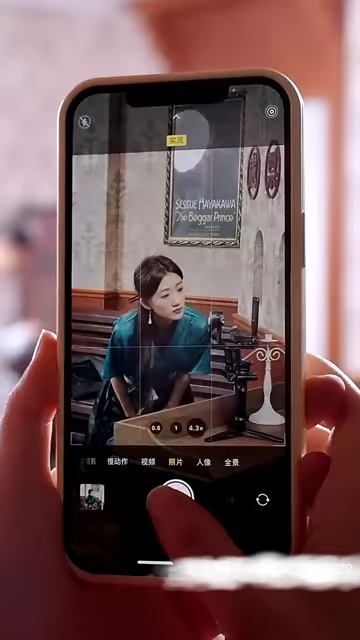 实况
SESSUE HAYAKAWA
The Beggar Prince
0.5 1 4.3×
慢动作 视频 照片 人像 全景